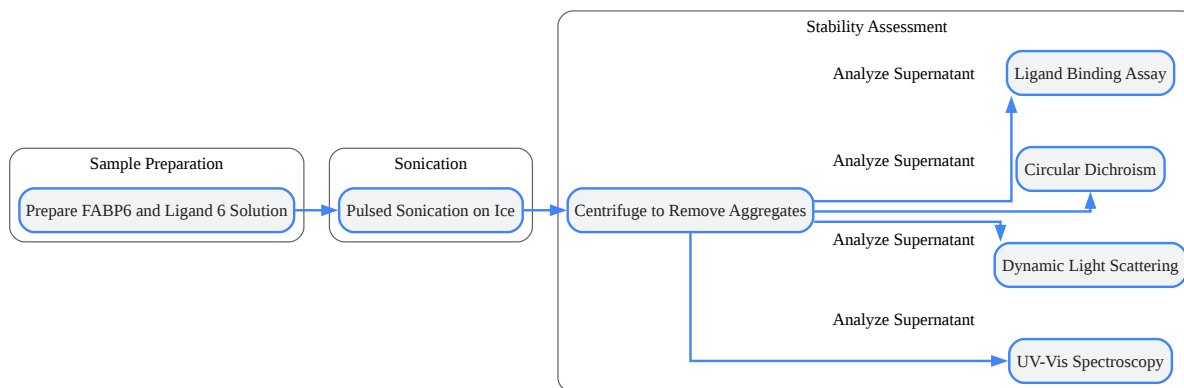 Stability Assessment
Analyze Supernatant
Ligand Binding Assay
Sample Preparation
Sonication
Analyze Supernatant
Circular Dichroism
Prepare FABP6 and Ligand 6 Solution
Pulsed Sonication on Ice
Centrifuge to Remove Aggregates
Analyze Supernatant
Dynamic Light Scattering
Analyze Supernatant
UV-Vis Spectroscopy